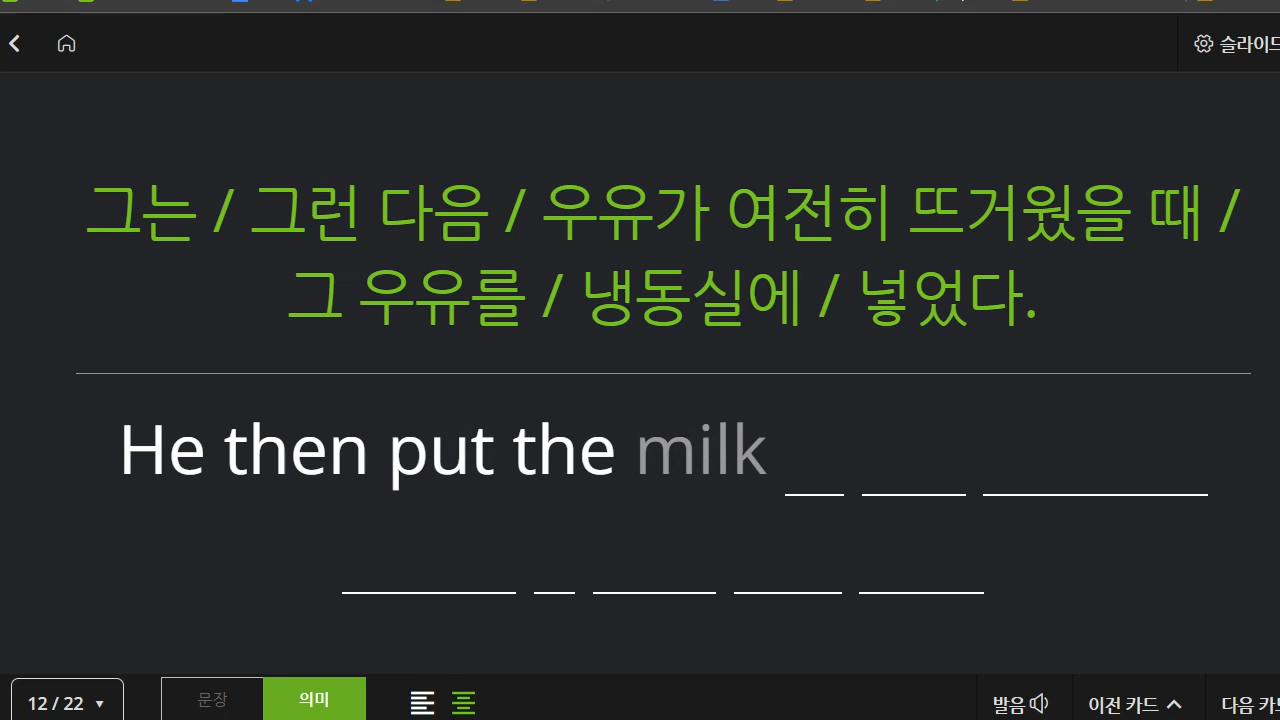 슬라이드
그는 / 그런 다음 / 우유가 여전히 뜨거웠을 때 /
그 우유를 / 냉동실에 / 넣었다.
He then put the milk
12 / 22 ▼ 문장 의미 발음 이전 카드 다음